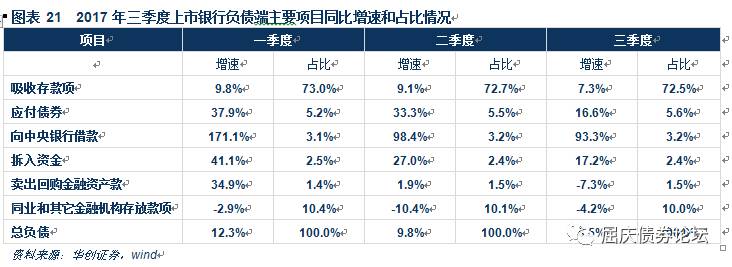 图表 21 2017 年三季度上市银行负债端主要项目同比增速和占比情况
项目 一季度 二季度 三季度
增速 占比 增速 占比 增速 占比
吸收存款项 9.8% 73.0% 9.1% 72.7% 7.3% 72.5%
应付债券 37.9% 5.2% 33.3% 5.5% 16.6% 5.6%
向中央银行借款 171.1% 3.1% 98.4% 3.2% 93.3% 3.2%
拆入资金 41.1% 2.5% 27.0% 2.4% 17.2% 2.4%
卖出回购金融资产款 34.9% 1.4% 1.9% 1.5% -7.3% 1.5%
同业和其它金融机构存放款项 -2.9% 10.4% -10.4% 10.1% -4.2% 10.0%
总负债 12.3% 100.0% 9.8% 100.0%
屈庆债券论坛
资料来源：华创证券，wind